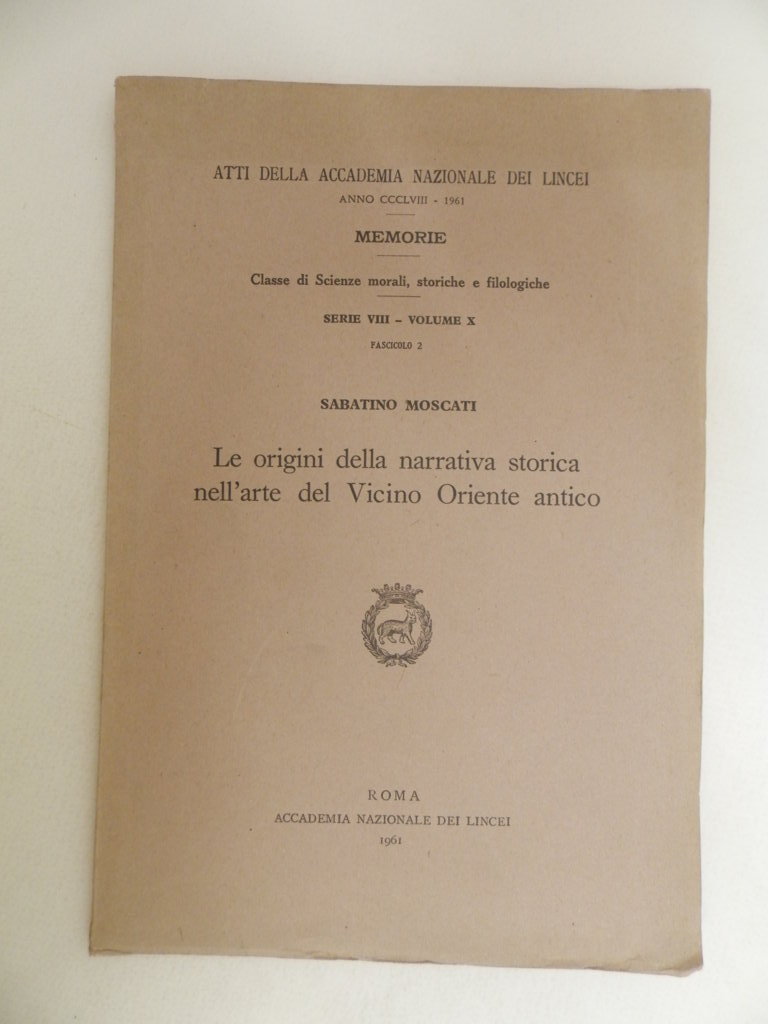 ATTI DELLA ACCADEMIA NAZIONALE DEI LINCEI
ANNO CCCLVIII - 1961
MEMORIE
Classe di Scienze morali, storiche e filologiche
SERIE VIII – VOLUME X
FASCICOLO 2
SABATINO MOSCATI
Le origini della narrativa storica
nell'arte del Vicino Oriente antico
ROMA
ACCADEMIA NAZIONALE DEI LINCEI
1961